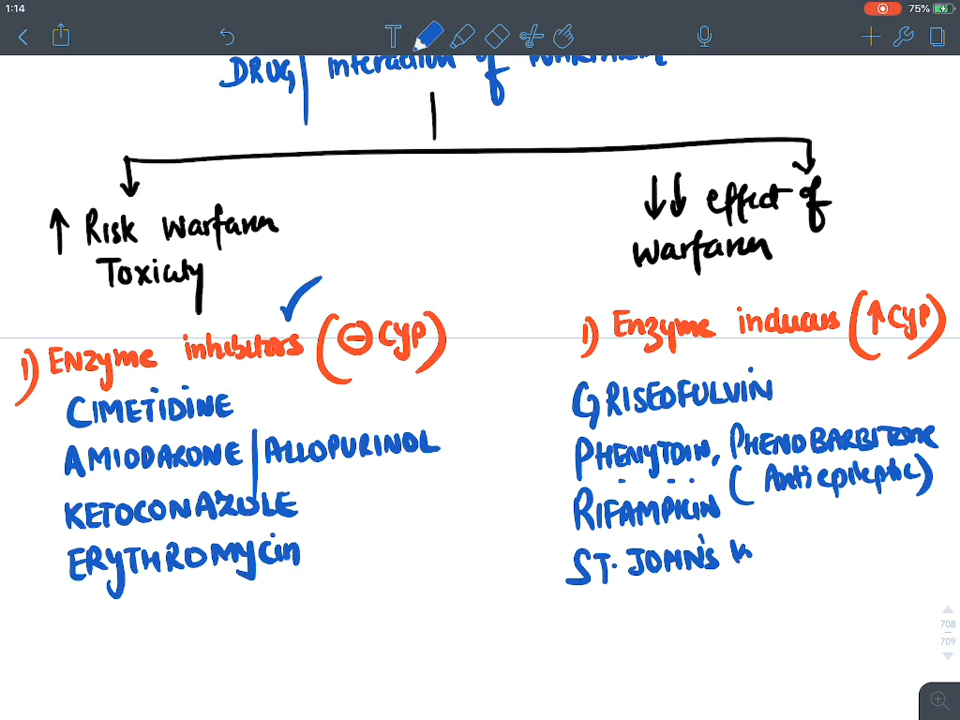 1:14
75%
DRUG interaction of
↑ Risk Warfarin
Toxicity
↓↓ effect of
Warfarin
1) Enzyme inhibitors (⊖ CYP)
CIMETIDINE
AMIODARONE / ALLOPURINOL
KETOCONAZOLE
ERYTHROMYCin
1) Enzyme inducers (↑ CYP)
GRISEOFULVIN
PHENYTOIN, PHENOBARBITONE
(Antiepileptic)
RIFAMPICIN
ST. JOHN'S
708
709